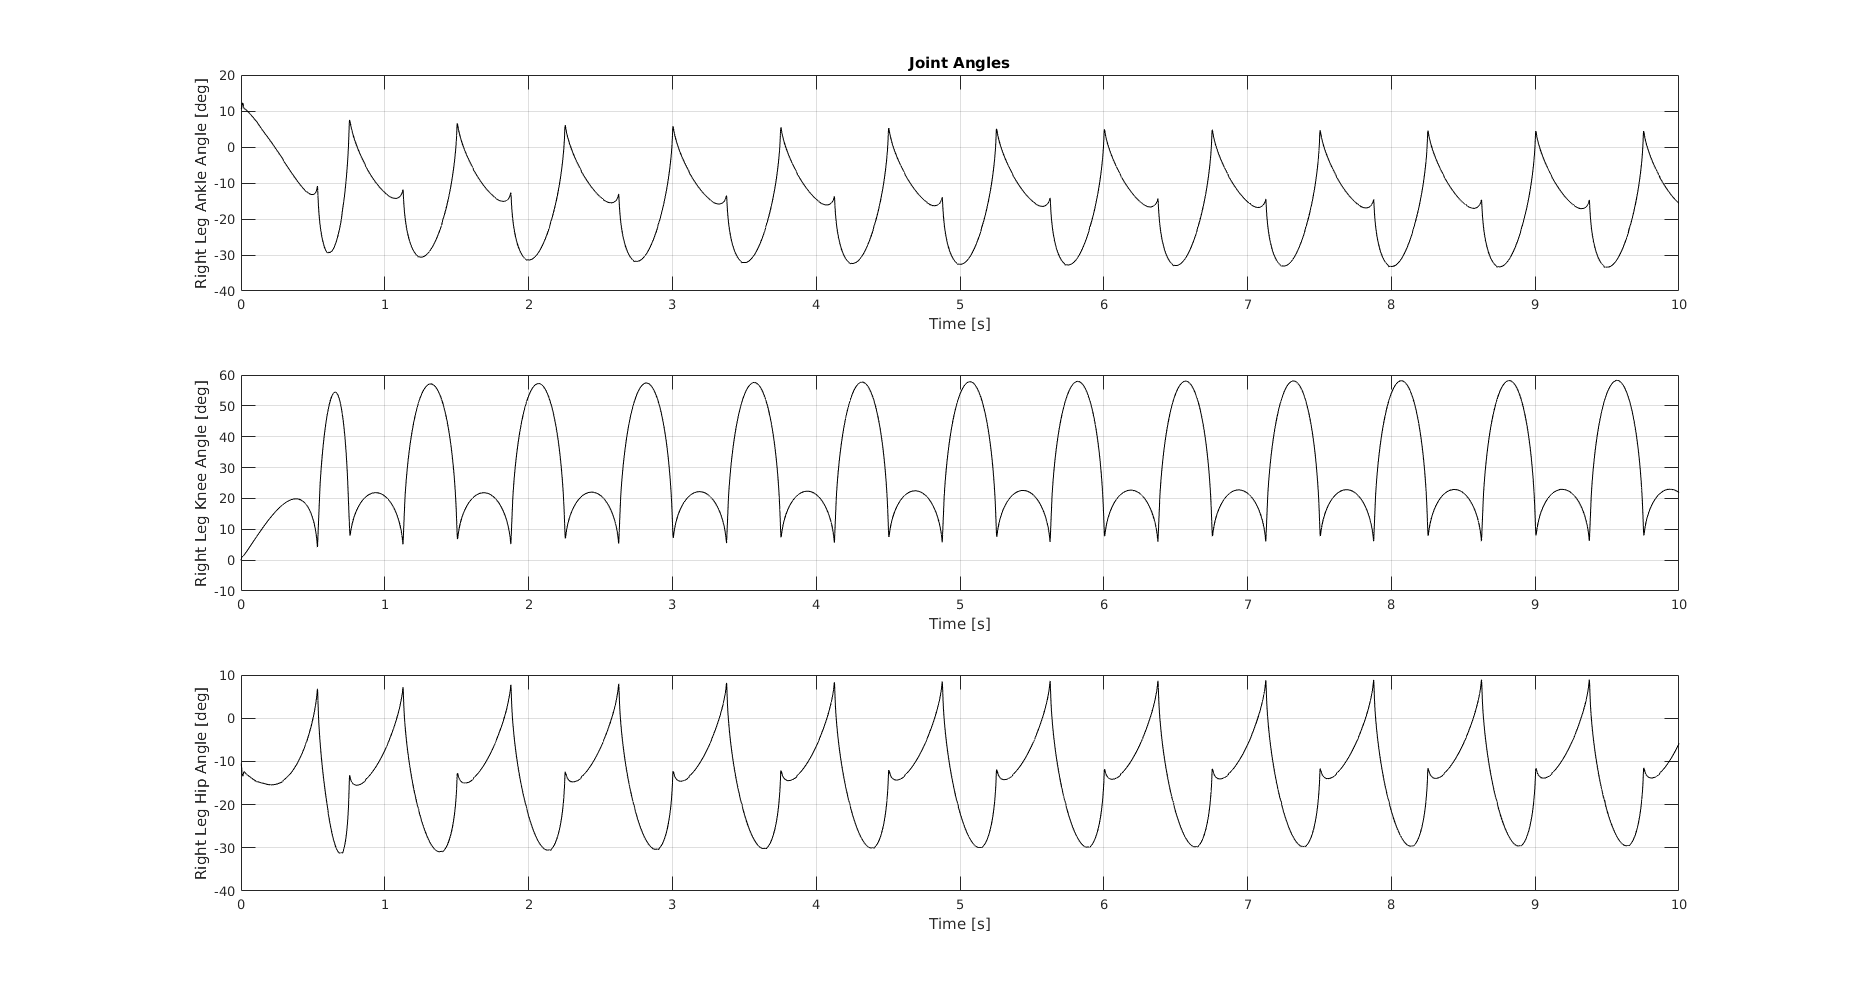 Joint Angles
Right Leg Ankle Angle [deg]
20
10
0
-10
-20
-30
-40
0 1 2 3 4 5 6 7 8 9 10
Time [s]
Right Leg Knee Angle [deg]
60
50
40
30
20
10
0
-10
0 1 2 3 4 5 6 7 8 9 10
Time [s]
Right Leg Hip Angle [deg]
10
0
-10
-20
-30
-40
0 1 2 3 4 5 6 7 8 9 10
Time [s]